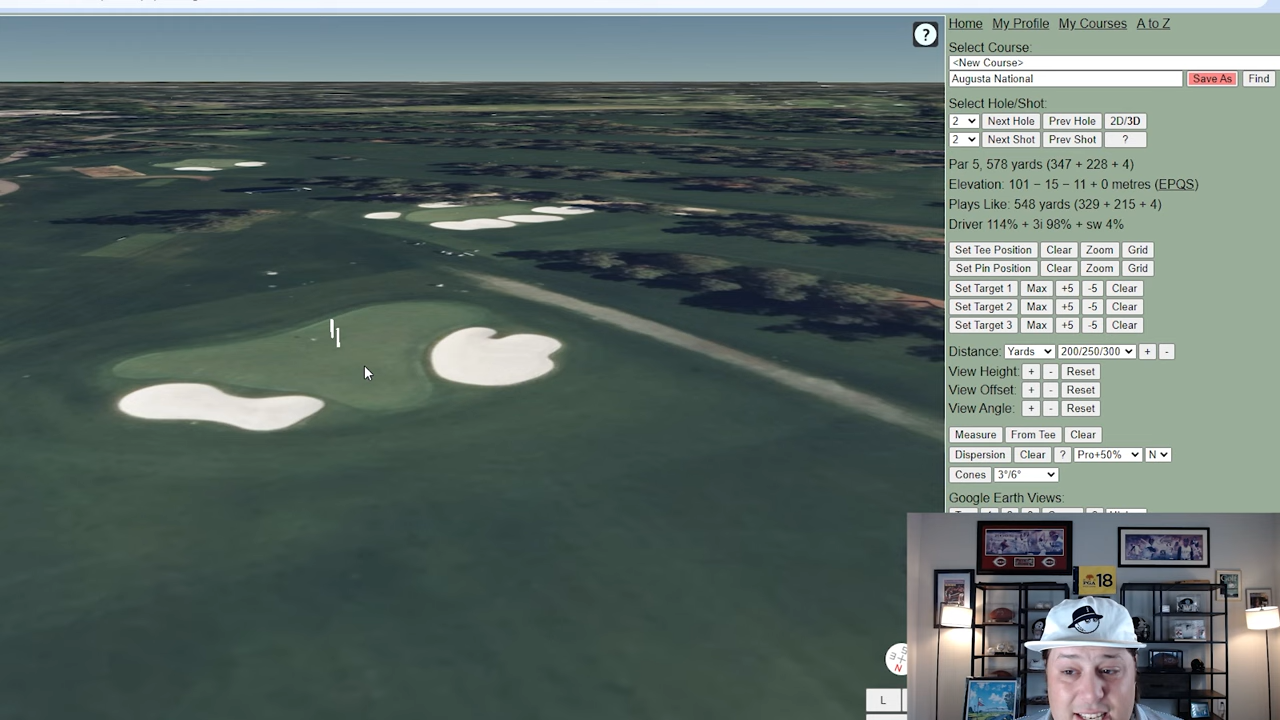 ?
Home My Profile My Courses A to Z
Select Course:
<New Course>
Augusta National Save As Find
Select Hole/Shot:
2 Next Hole Prev Hole 2D/3D
2 Next Shot Prev Shot ?
Par 5, 578 yards (347 + 228 + 4)
Elevation: 101 − 15 − 11 + 0 metres (EPQS)
Plays Like: 548 yards (329 + 215 + 4)
Driver 114% + 3i 98% + sw 4%
Set Tee Position Clear Zoom Grid
Set Pin Position Clear Zoom Grid
Set Target 1 Max +5 -5 Clear
Set Target 2 Max +5 -5 Clear
Set Target 3 Max +5 -5 Clear
Distance: Yards 200/250/300 + -
View Height: + - Reset
View Offset: + - Reset
View Angle: + - Reset
Measure From Tee Clear
Dispersion Clear ? Pro+50% N
Cones 3°/6°
Google Earth Views:
PGA 18
N
L